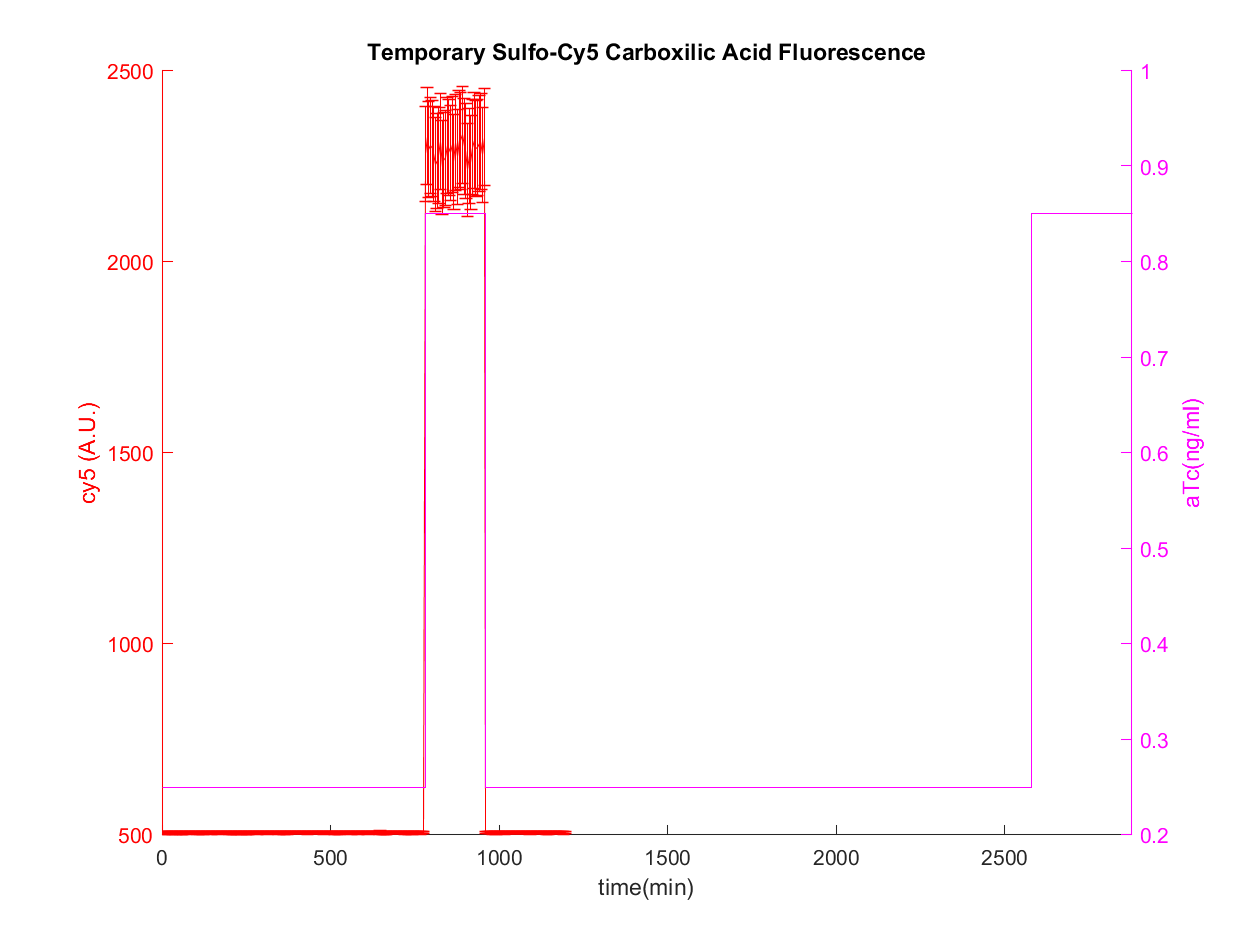 Temporary Sulfo-Cy5 Carboxilic Acid Fluorescence
2500
2000
1500
1000
500
cy5 (A.U.)
1
0.9
0.8
0.7
0.6
0.5
0.4
0.3
0.2
aTc(ng/ml)
0 500 1000 1500 2000 2500
time(min)